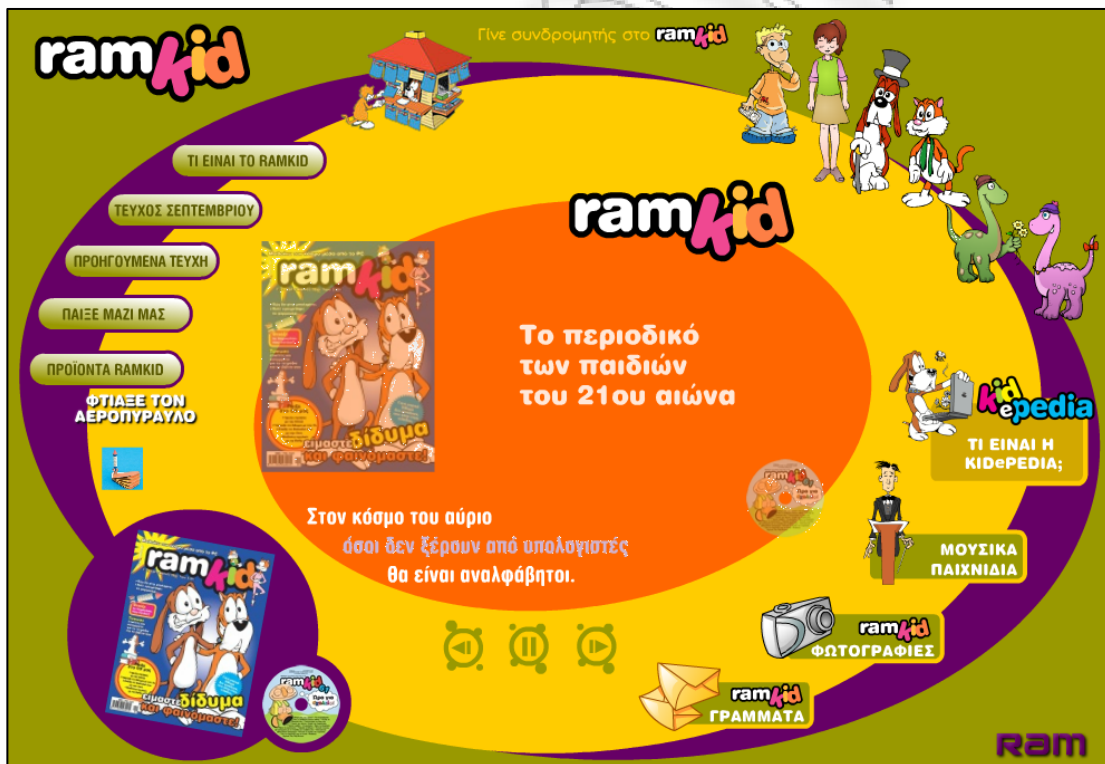 ramkid
Γίνε συνδρομητής στο ramkid
ΤΙ ΕΙΝΑΙ ΤΟ RAMKID
ΤΕΥΧΟΣ ΣΕΠΤΕΜΒΡΙΟΥ
ΠΡΟΗΓΟΥΜΕΝΑ ΤΕΥΧΗ
ΠΑΙΞΕ ΜΑΖΙ ΜΑΣ
ΠΡΟΪΟΝΤΑ RAMKID
ΦΤΙΑΞΕ ΤΟΝ
ΑΕΡΟΠΥΡΑΥΛΟ
ramkid
ramkid
είμαστε δίδυμα
και φαινόμαστε!
Το περιοδικό
των παιδιών
του 21ου αιώνα
ramkid
Στον κόσμο του αύριο
όσοι δεν ξέρουν από υπολογιστές
θα είναι αναλφάβητοι.
kidepedia
ΤΙ ΕΙΝΑΙ Η
KIDePEDIA;
ΜΟΥΣΙΚΑ
ΠΑΙΧΝΙΔΙΑ
ramkid
ΦΩΤΟΓΡΑΦΙΕΣ
ramkid
ΓΡΑΜΜΑΤΑ
ramkid
είμαστε δίδυμα
και φαινόμαστε!
ramkid
Ram